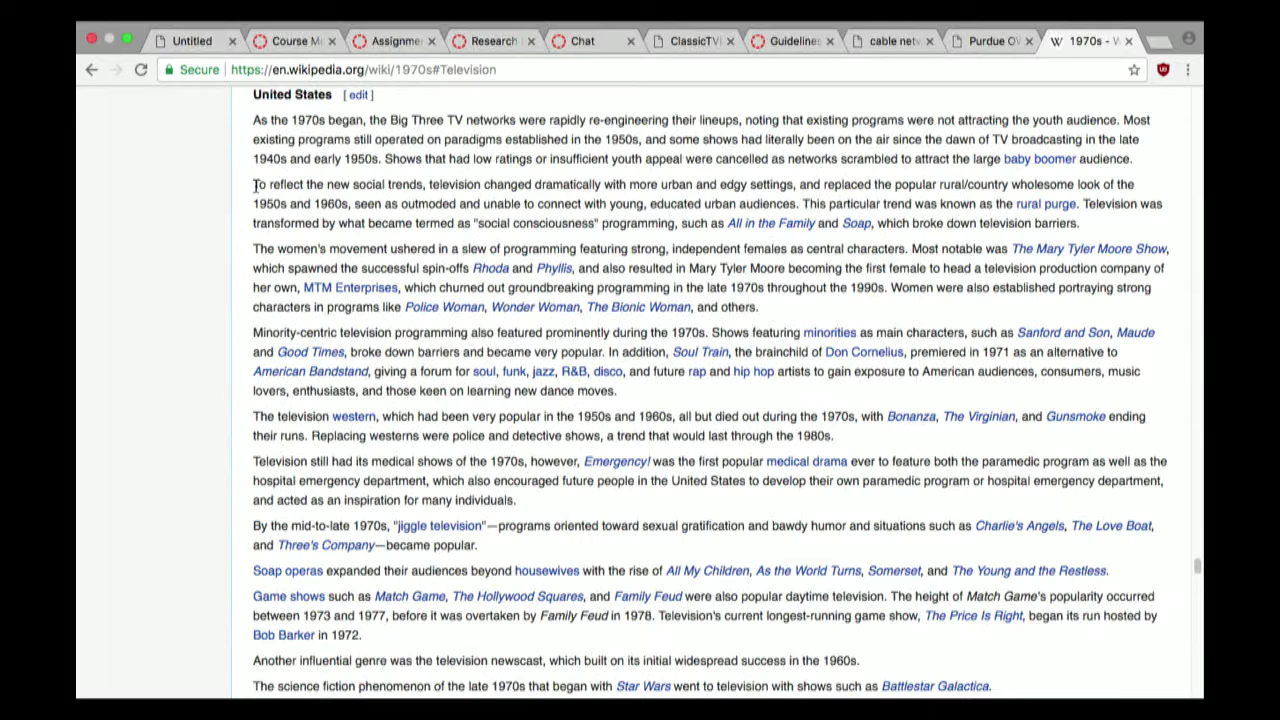 Untitled
Course M
Assignme
Research
Chat
ClassicTV
Guideline
cable net
Purdue O
W 1970s - W
Secure https://en.wikipedia.org/wiki/1970s#Television
United States [ edit ]
As the 1970s began, the Big Three TV networks were rapidly re-engineering their lineups, noting that existing programs were not attracting the youth audience. Most
existing programs still operated on paradigms established in the 1950s, and some shows had literally been on the air since the dawn of TV broadcasting in the late
1940s and early 1950s. Shows that had low ratings or insufficient youth appeal were cancelled as networks scrambled to attract the large baby boomer audience.
To reflect the new social trends, television changed dramatically with more urban and edgy settings, and replaced the popular rural/country wholesome look of the
1950s and 1960s, seen as outmoded and unable to connect with young, educated urban audiences. This particular trend was known as the rural purge. Television was
transformed by what became termed as "social consciousness" programming, such as All in the Family and Soap, which broke down television barriers.
The women's movement ushered in a slew of programming featuring strong, independent females as central characters. Most notable was The Mary Tyler Moore Show,
which spawned the successful spin-offs Rhoda and Phyllis, and also resulted in Mary Tyler Moore becoming the first female to head a television production company of
her own, MTM Enterprises, which churned out groundbreaking programming in the late 1970s throughout the 1990s. Women were also established portraying strong
characters in programs like Police Woman, Wonder Woman, The Bionic Woman, and others.
Minority-centric television programming also featured prominently during the 1970s. Shows featuring minorities as main characters, such as Sanford and Son, Maude
and Good Times, broke down barriers and became very popular. In addition, Soul Train, the brainchild of Don Cornelius, premiered in 1971 as an alternative to
American Bandstand, giving a forum for soul, funk, jazz, R&B, disco, and future rap and hip hop artists to gain exposure to American audiences, consumers, music
lovers, enthusiasts, and those keen on learning new dance moves.
The television western, which had been very popular in the 1950s and 1960s, all but died out during the 1970s, with Bonanza, The Virginian, and Gunsmoke ending
their runs. Replacing westerns were police and detective shows, a trend that would last through the 1980s.
Television still had its medical shows of the 1970s, however, Emergency! was the first popular medical drama ever to feature both the paramedic program as well as the
hospital emergency department, which also encouraged future people in the United States to develop their own paramedic program or hospital emergency department,
and acted as an inspiration for many individuals.
By the mid-to-late 1970s, "jiggle television"—programs oriented toward sexual gratification and bawdy humor and situations such as Charlie's Angels, The Love Boat,
and Three's Company—became popular.
Soap operas expanded their audiences beyond housewives with the rise of All My Children, As the World Turns, Somerset, and The Young and the Restless.
Game shows such as Match Game, The Hollywood Squares, and Family Feud were also popular daytime television. The height of Match Game's popularity occurred
between 1973 and 1977, before it was overtaken by Family Feud in 1978. Television's current longest-running game show, The Price Is Right, began its run hosted by
Bob Barker in 1972.
Another influential genre was the television newscast, which built on its initial widespread success in the 1960s.
The science fiction phenomenon of the late 1970s that began with Star Wars went to television with shows such as Battlestar Galactica.